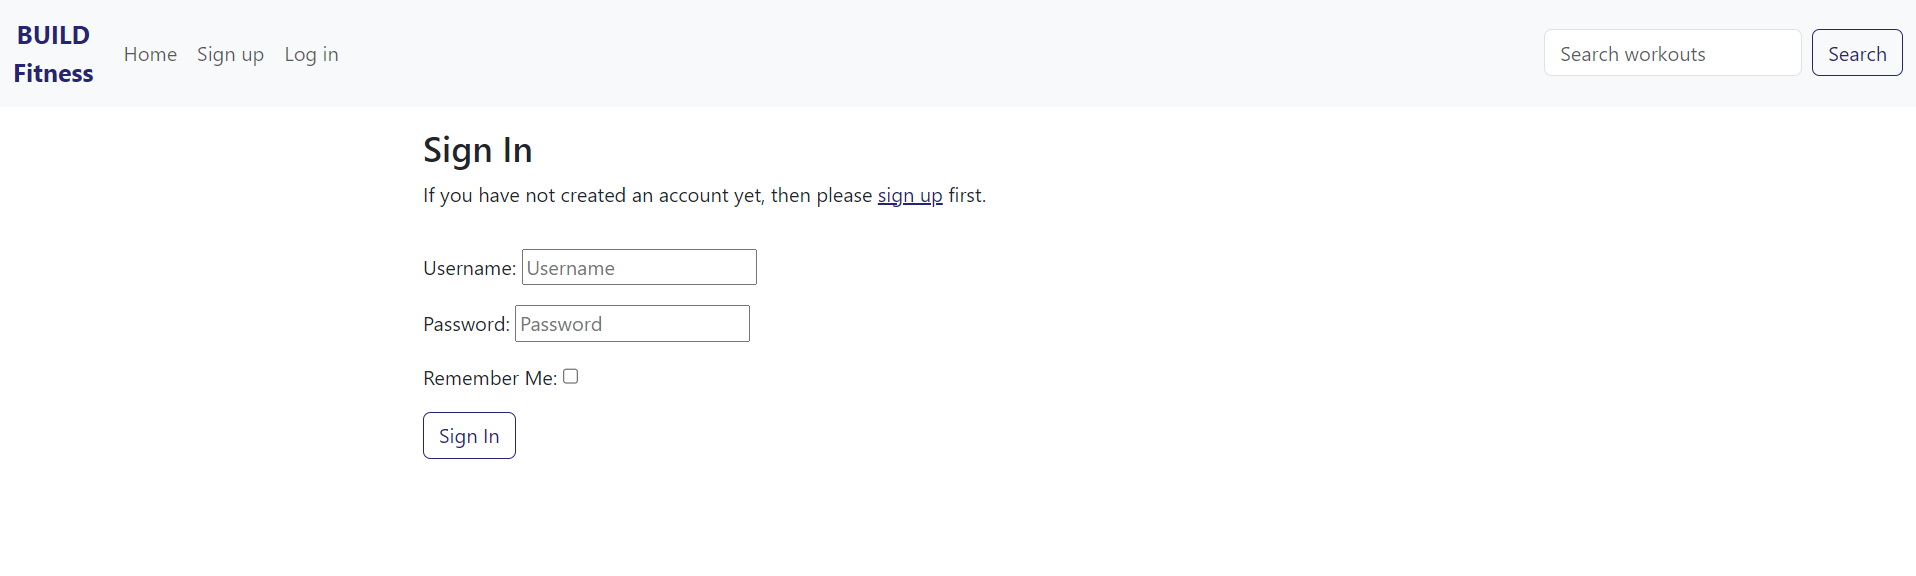 BUILD
Fitness
Home Sign up Log in
Search workouts Search
Sign In
If you have not created an account yet, then please sign up first.
Username: Username
Password: Password
Remember Me:
Sign In